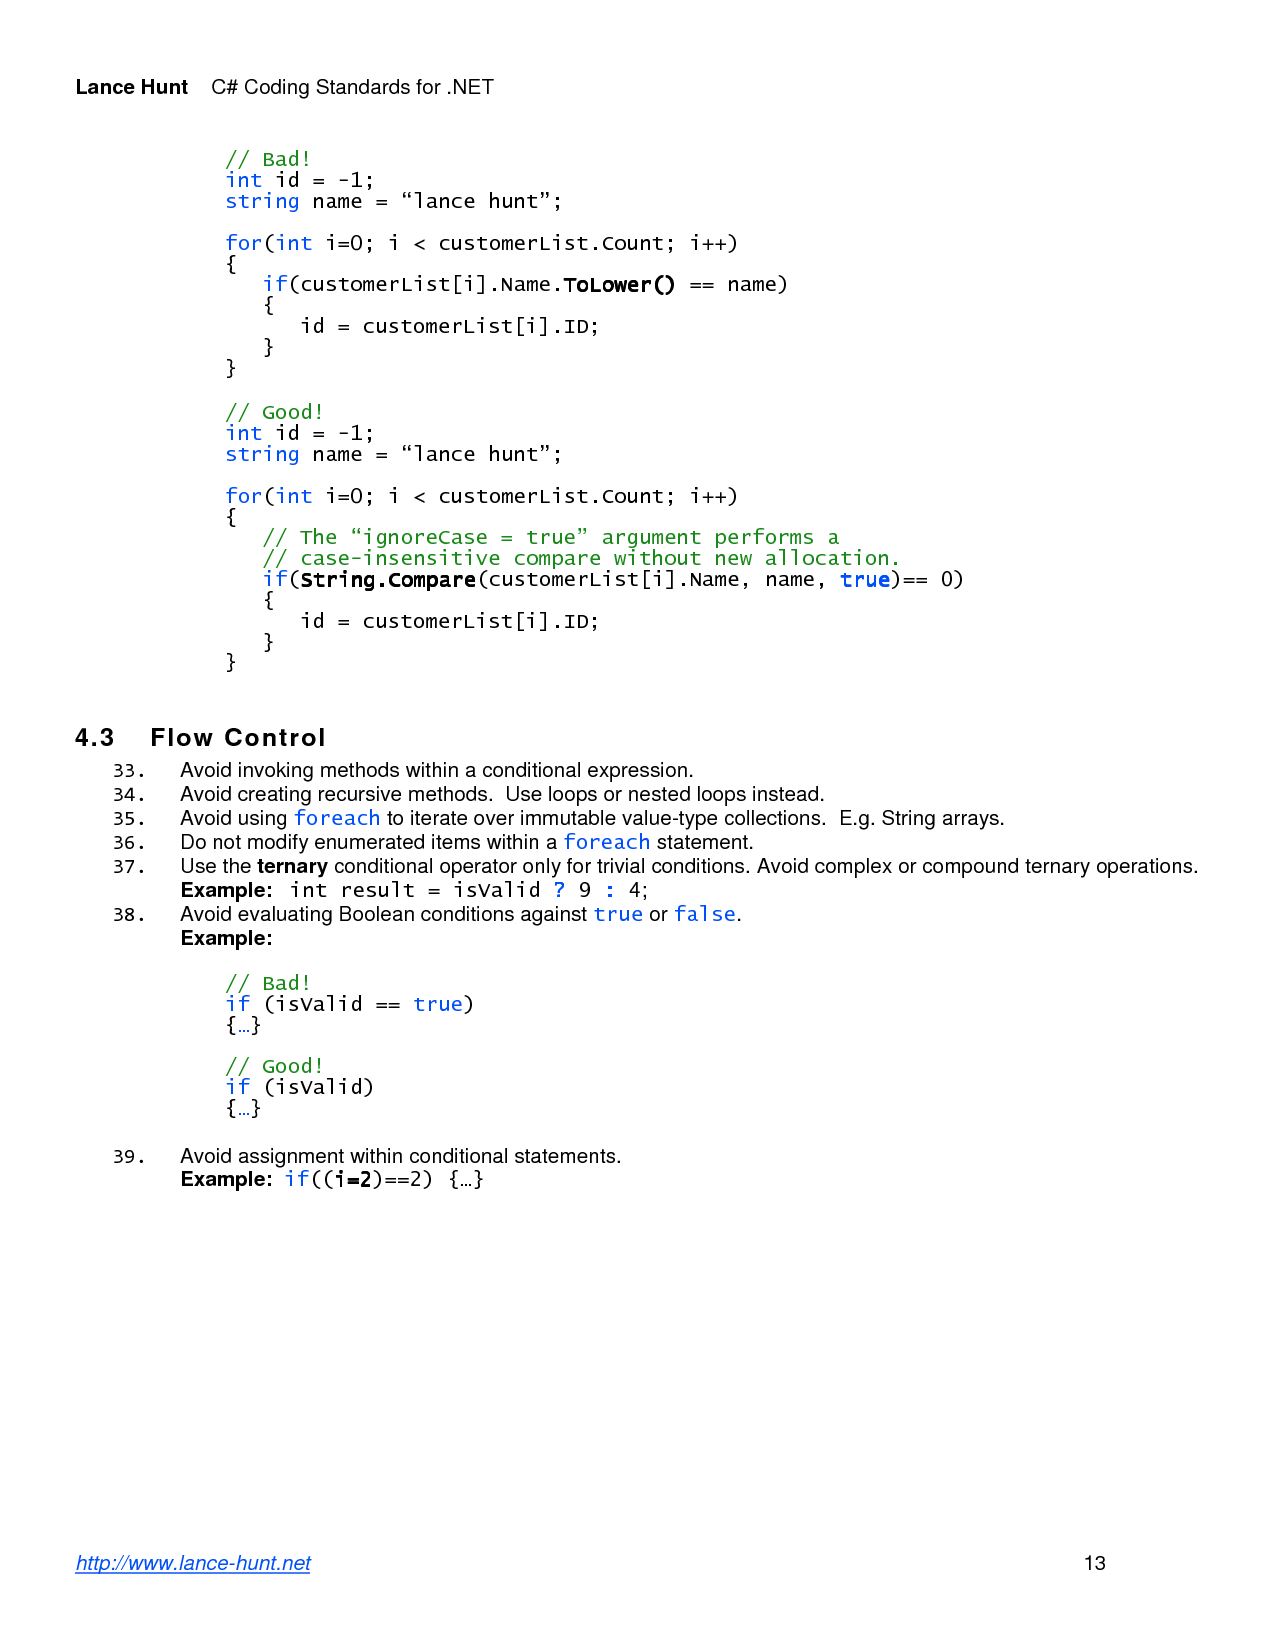 Lance Hunt    C# Coding Standards for .NET
// Bad!
int id = -1;
string name = “lance hunt”;
for(int i=0; i < customerList.Count; i++)
{
   if(customerList[i].Name.ToLower() == name)
   {
      id = customerList[i].ID;
   }
}
// Good!
int id = -1;
string name = “lance hunt”;
for(int i=0; i < customerList.Count; i++)
{
   // The “ignoreCase = true” argument performs a
   // case-insensitive compare without new allocation.
   if(String.Compare(customerList[i].Name, name, true)== 0)
   {
      id = customerList[i].ID;
   }
}
4.3 Flow Control
33. Avoid invoking methods within a conditional expression.
34. Avoid creating recursive methods.  Use loops or nested loops instead.
35. Avoid using foreach to iterate over immutable value-type collections.  E.g. String arrays.
36. Do not modify enumerated items within a foreach statement.
37. Use the ternary conditional operator only for trivial conditions. Avoid complex or compound ternary operations.
Example: int result = isValid ? 9 : 4;
38. Avoid evaluating Boolean conditions against true or false.
Example:
// Bad!
if (isValid == true)
{…}
// Good!
if (isValid)
{…}
39. Avoid assignment within conditional statements.
Example: if((i=2)==2) {…}
http://www.lance-hunt.net 13